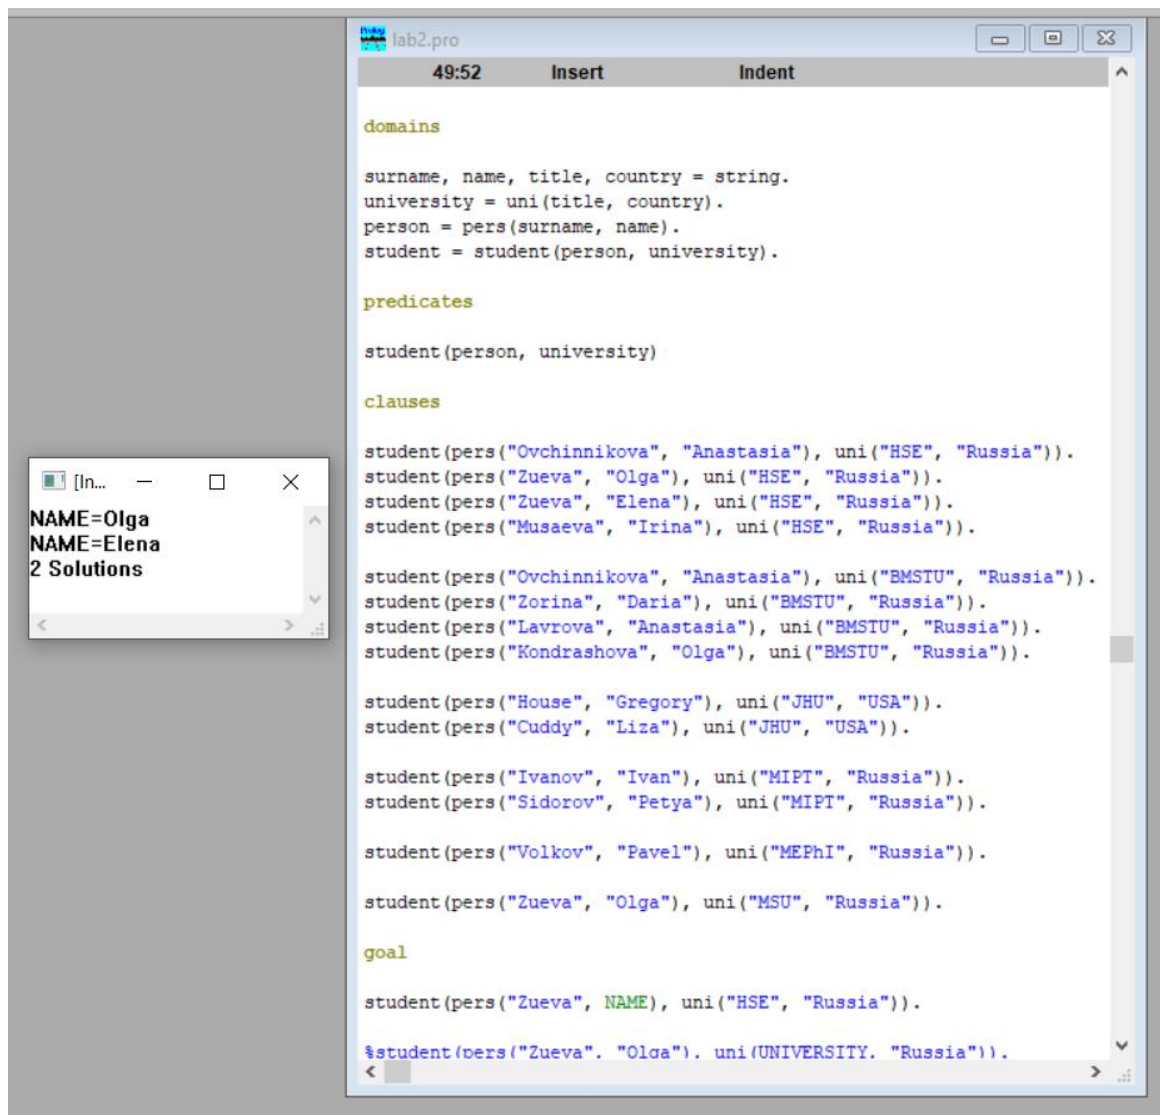 lab2.pro
49:52 Insert Indent
domains
surname, name, title, country = string.
university = uni(title, country).
person = pers(surname, name).
student = student(person, university).
predicates
student(person, university)
clauses
student(pers("Ovchinnikova", "Anastasia"), uni("HSE", "Russia")).
student(pers("Zueva", "Olga"), uni("HSE", "Russia")).
student(pers("Zueva", "Elena"), uni("HSE", "Russia")).
student(pers("Musaeva", "Irina"), uni("HSE", "Russia")).
student(pers("Ovchinnikova", "Anastasia"), uni("BMSTU", "Russia")).
student(pers("Zorina", "Daria"), uni("BMSTU", "Russia")).
student(pers("Lavrova", "Anastasia"), uni("BMSTU", "Russia")).
student(pers("Kondrashova", "Olga"), uni("BMSTU", "Russia")).
student(pers("House", "Gregory"), uni("JHU", "USA")).
student(pers("Cuddy", "Liza"), uni("JHU", "USA")).
student(pers("Ivanov", "Ivan"), uni("MIPT", "Russia")).
student(pers("Sidorov", "Petya"), uni("MIPT", "Russia")).
student(pers("Volkov", "Pavel"), uni("MEPhI", "Russia")).
student(pers("Zueva", "Olga"), uni("MSU", "Russia")).
goal
student(pers("Zueva", NAME), uni("HSE", "Russia")).
%student(pers("Zueva", "Olga"), uni(UNIVERSITY, "Russia")).
[In...
NAME=Olga
NAME=Elena
2 Solutions